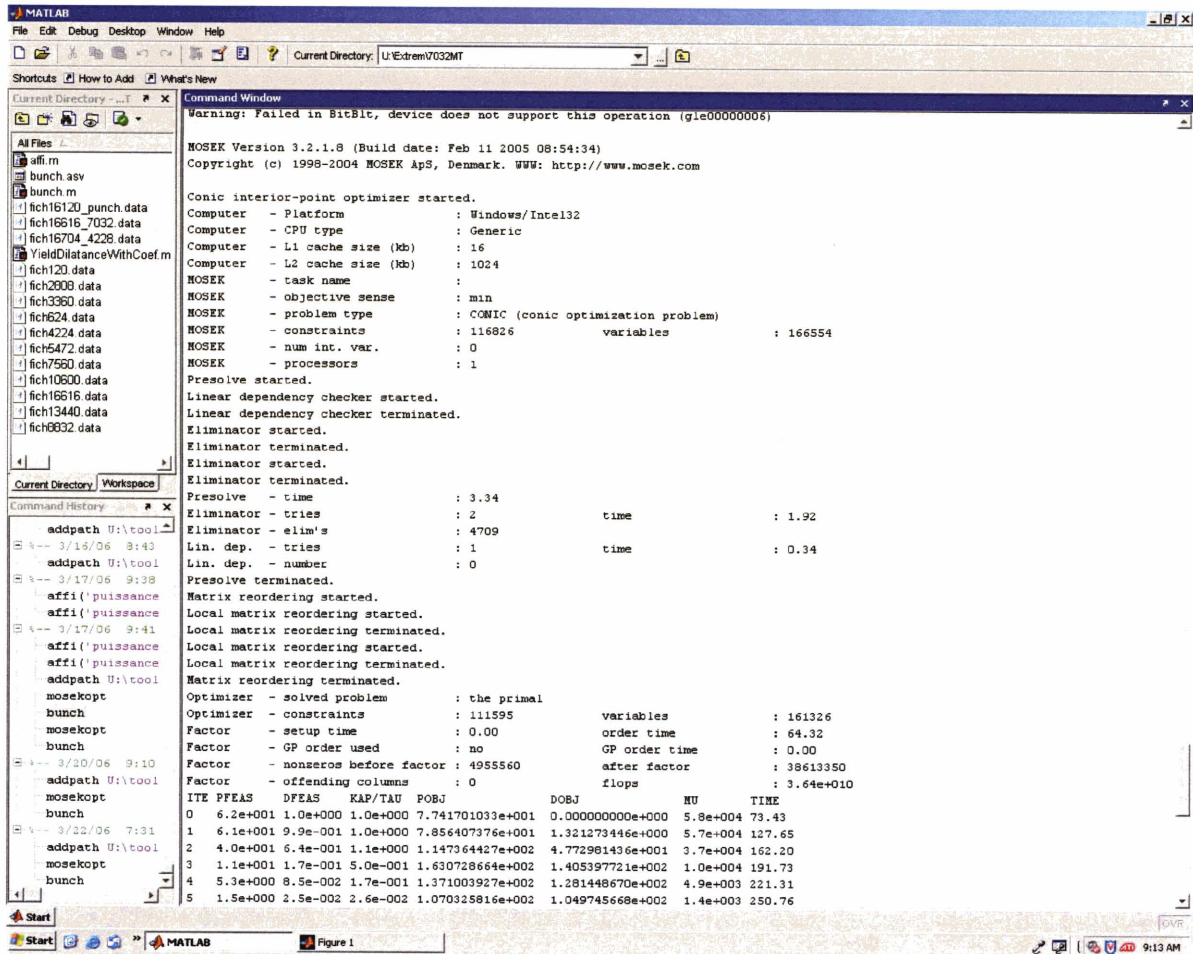 MATLAB
File Edit Debug Desktop Window Help
Current Directory: U:\Extrem\7032MT
Shortcuts How to Add What's New
Current Directory - ...T
All Files
affi.m
bunch.asv
bunch.m
fich16120_punch.data
fich16616_7032.data
fich16704_4228.data
YieldDilatanceWithCoef.m
fich120.data
fich2808.data
fich3360.data
fich624.data
fich4224.data
fich5472.data
fich7560.data
fich10600.data
fich16616.data
fich13440.data
fich8832.data
Current Directory Workspace
Command History
addpath U:\tool
%-- 3/16/06 8:43
addpath U:\tool
%-- 3/17/06 9:38
affi('puissance
affi('puissance
%-- 3/17/06 9:41
affi('puissance
affi('puissance
addpath U:\tool
mosekopt
bunch
mosekopt
bunch
%-- 3/20/06 9:10
addpath U:\tool
mosekopt
bunch
%-- 3/22/06 7:31
addpath U:\tool
mosekopt
bunch
Command Window
Warning: Failed in BitBlt, device does not support this operation (gle00000006)
MOSEK Version 3.2.1.8 (Build date: Feb 11 2005 08:54:34)
Copyright (c) 1998-2004 MOSEK ApS, Denmark. WWW: http://www.mosek.com
Conic interior-point optimizer started.
Computer - Platform : Windows/Intel32
Computer - CPU type : Generic
Computer - L1 cache size (kb) : 16
Computer - L2 cache size (kb) : 1024
MOSEK - task name :
MOSEK - objective sense : min
MOSEK - problem type : CONIC (conic optimization problem)
MOSEK - constraints : 116826 variables : 166554
MOSEK - num int. var. : 0
MOSEK - processors : 1
Presolve started.
Linear dependency checker started.
Linear dependency checker terminated.
Eliminator started.
Eliminator terminated.
Eliminator started.
Eliminator terminated.
Presolve - time : 3.34
Eliminator - tries : 2 time : 1.92
Eliminator - elim's : 4709
Lin. dep. - tries : 1 time : 0.34
Lin. dep. - number : 0
Presolve terminated.
Matrix reordering started.
Local matrix reordering started.
Local matrix reordering terminated.
Local matrix reordering started.
Local matrix reordering terminated.
Matrix reordering terminated.
Optimizer - solved problem : the primal
Optimizer - constraints : 111595 variables : 161326
Factor - setup time : 0.00 order time : 64.32
Factor - GP order used : no GP order time : 0.00
Factor - nonzeros before factor : 4955560 after factor : 38613350
Factor - offending columns : 0 flops : 3.64e+010
ITE PFEAS DFEAS KAP/TAU POBJ DOBJ MU TIME
0 6.2e+001 1.0e+000 1.0e+000 7.741701033e+001 0.000000000e+000 5.8e+004 73.43
1 6.1e+001 9.9e-001 1.0e+000 7.856407376e+001 1.321273446e+000 5.7e+004 127.65
2 4.0e+001 6.4e-001 1.1e+000 1.147364427e+002 4.772981436e+001 3.7e+004 162.20
3 1.1e+001 1.7e-001 5.0e-001 1.630728664e+002 1.405397721e+002 1.0e+004 191.73
4 5.3e+000 8.5e-002 1.7e-001 1.371003927e+002 1.281448670e+002 4.9e+003 221.31
5 1.5e+000 2.5e-002 2.6e-002 1.070325816e+002 1.049745668e+002 1.4e+003 250.76
Start
OVR
Start MATLAB Figure 1 9:13 AM